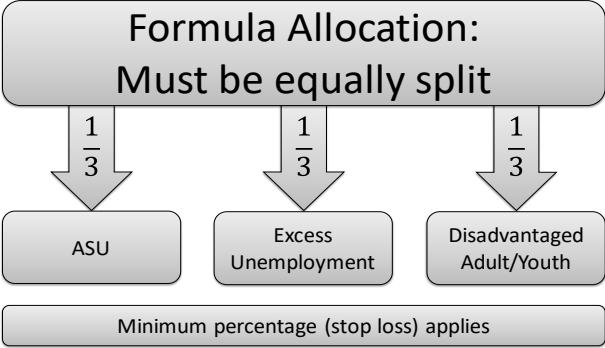 Formula Allocation:
Must be equally split
1/3
1/3
1/3
ASU
Excess
Unemployment
Disadvantaged
Adult/Youth
Minimum percentage (stop loss) applies